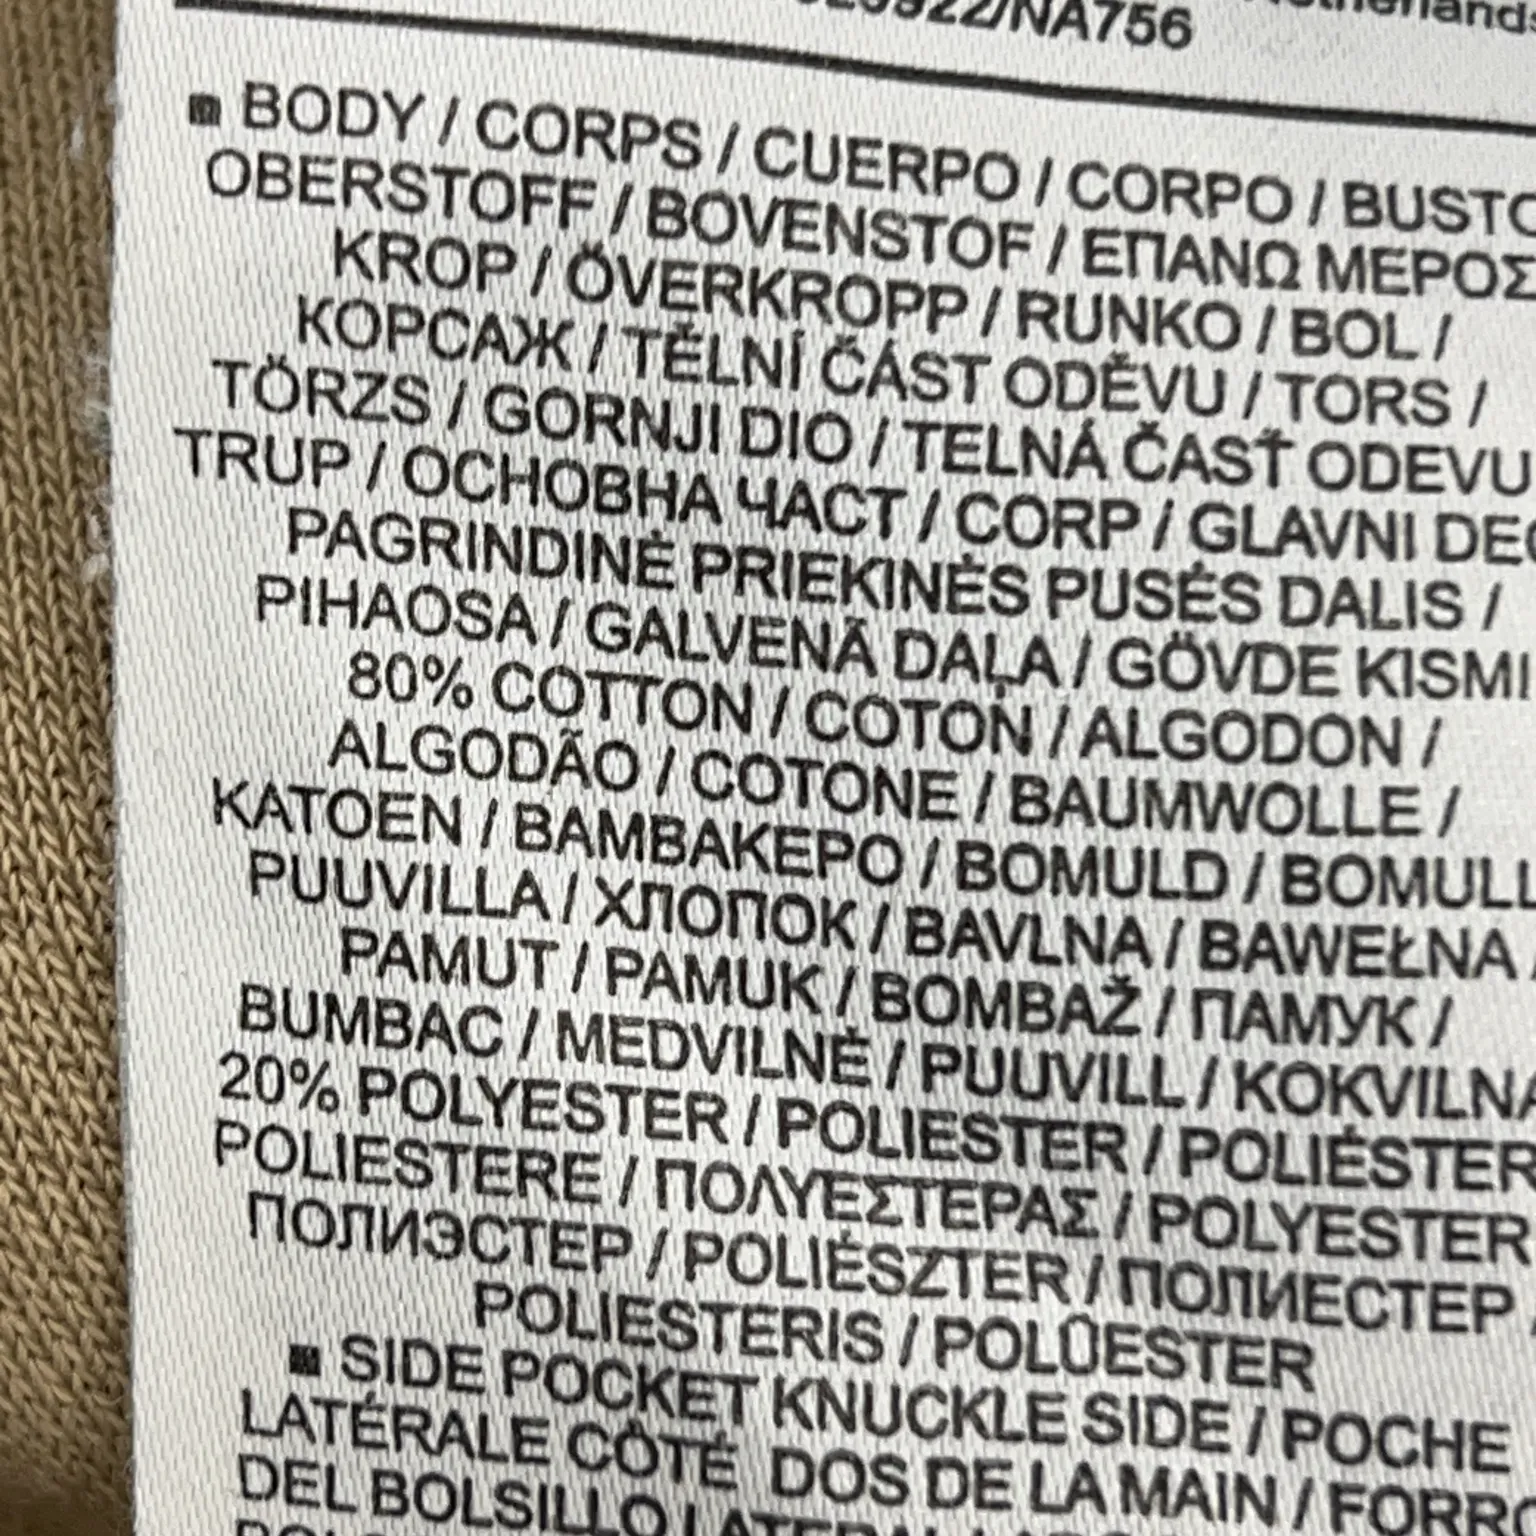 /NA756
■ BODY / CORPS / CUERPO / CORPO / BUSTO
OBERSTOFF / BOVENSTOF / ΕΠΑΝΩ ΜΕΡΟΣ
KROP / ÖVERKROPP / RUNKO / BOL /
КОРСАЖ / TĚLNÍ ČÁST ODĚVU / TORS /
TÖRZS / GORNJI DIO / TELNÁ ČASŤ ODEVU
TRUP / ОСНОВНА ЧАСТ / CORP / GLAVNI
PAGRINDINĖ PRIEKINĖS PUSĖS DALIS /
PIHAOSA / GALVENĀ DAĻA / GÖVDE KISMI
80% COTTON / COTON / ALGODON /
ALGODÃO / COTONE / BAUMWOLLE /
KATOEN / ΒΑΜΒΑΚΕΡΟ / BOMULD / BOMULL
PUUVILLA / ХЛОПОК / BAVLNA / BAWEŁNA /
PAMUT / PAMUK / BOMBAŽ / ПАМУК /
BUMBAC / MEDVILNĖ / PUUVILL / KOKVILNA
20% POLYESTER / POLIESTER / POLIÉSTER
POLIESTERE / ΠΟΛΥΕΣΤΕΡΑΣ / POLYESTER
ПОЛИЭСТЕР / POLIÉSZTER / ПОЛИЕСТЕР
POLIESTERIS / POLÜESTER
■ SIDE POCKET KNUCKLE SIDE / POCHE
LATÉRALE CÔTÉ DOS DE LA MAIN / FORRO
DEL BOLSILLO